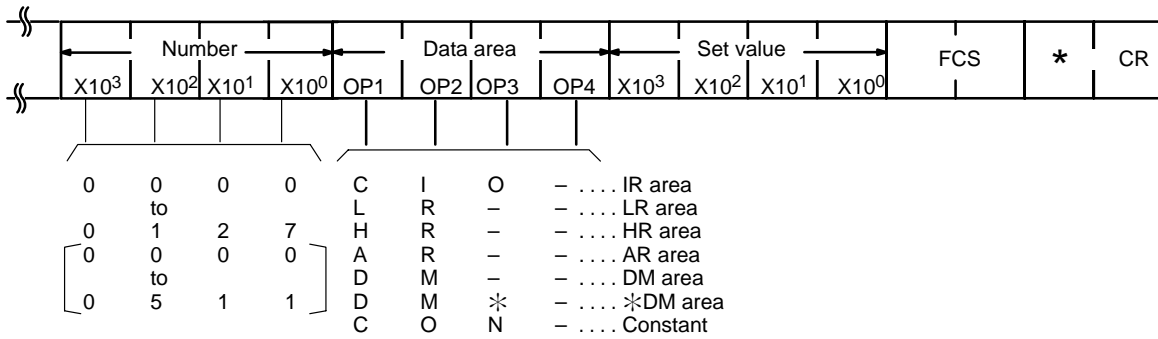 Number Data area Set value FCS * CR
X10³ X10² X10¹ X10⁰ OP1 OP2 OP3 OP4 X10³ X10² X10¹ X10⁰
0 0 0 0 C I O – .... IR area
to L R – – .... LR area
0 1 2 7 H R – – .... HR area
0 0 0 0 A R – – .... AR area
to D M – – .... DM area
0 5 1 1 D M * – .... *DM area
C O N – .... Constant